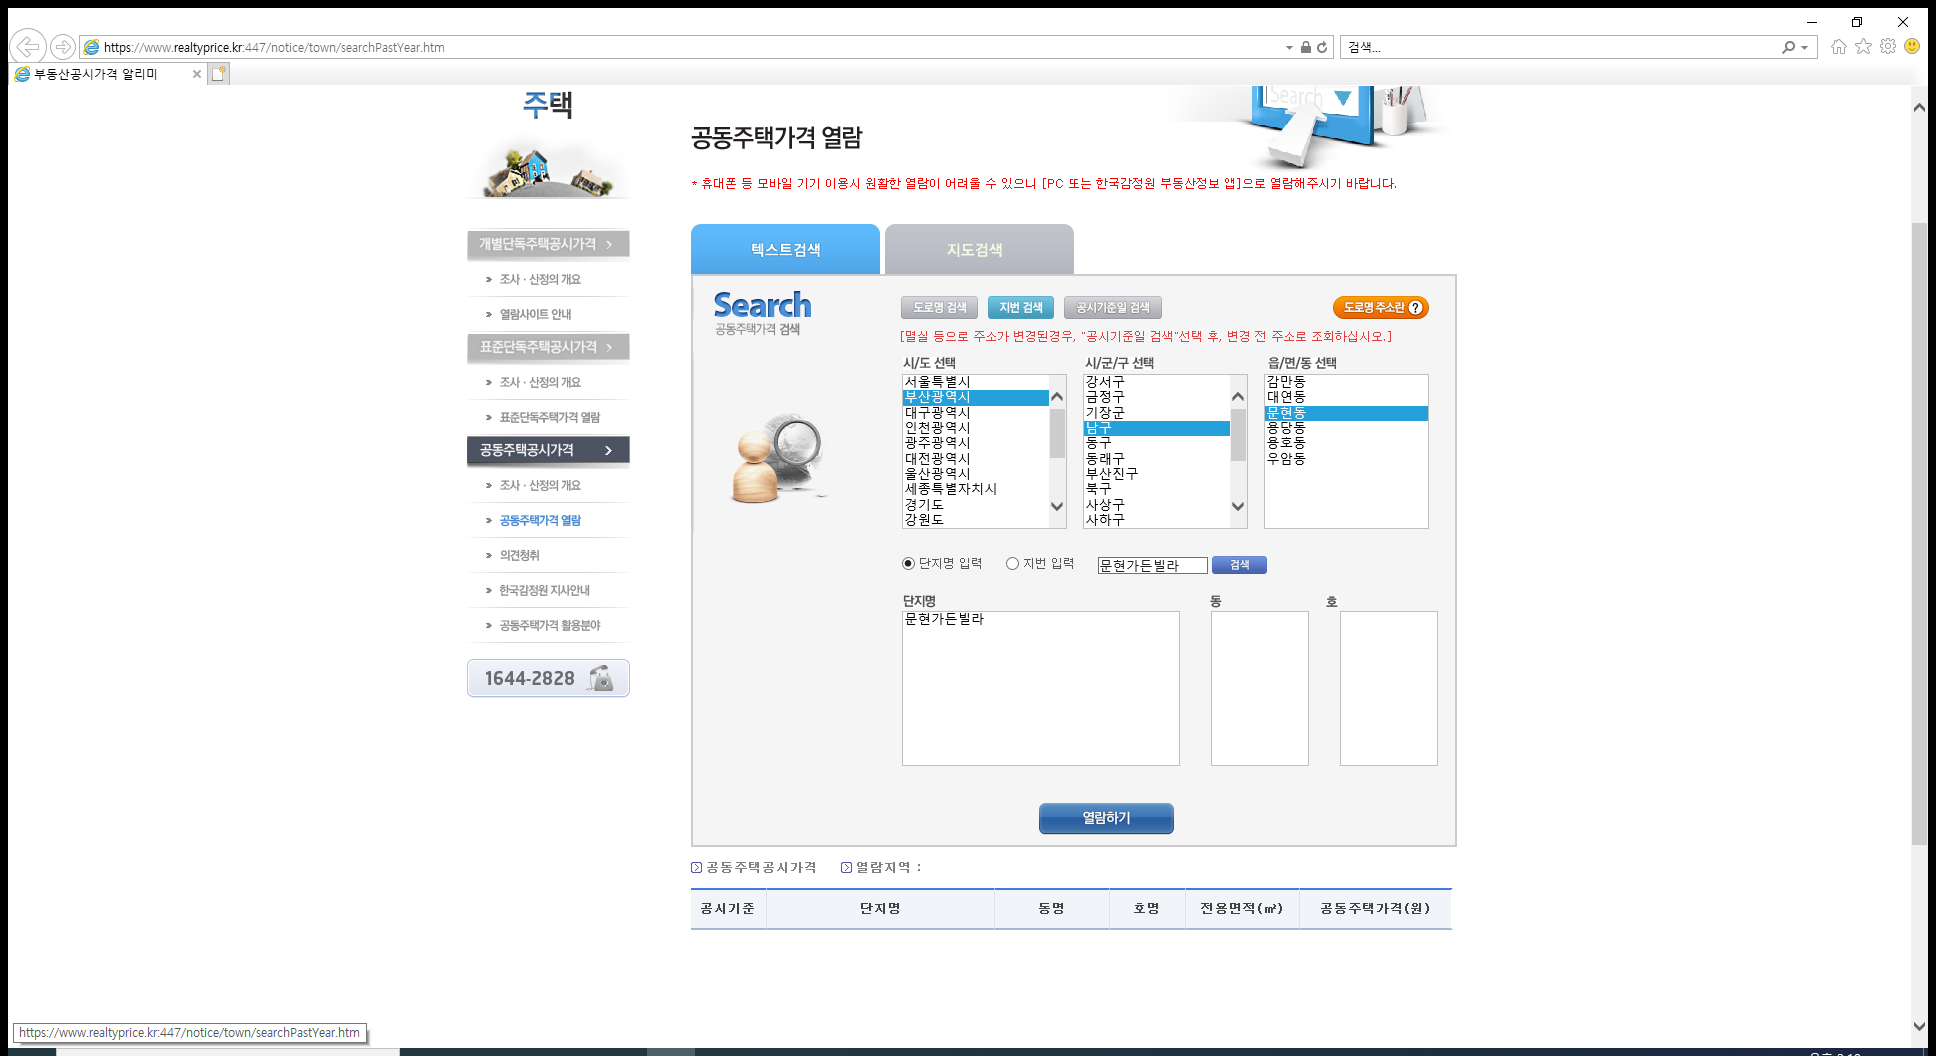 https://www.realtyprice.kr:447/notice/town/searchPastYear.htm
검색...
부동산공시가격 알리미
주택
Search
공동주택가격 열람
* 휴대폰 등 모바일 기기 이용시 원활한 열람이 어려울 수 있으니 [PC 또는 한국감정원 부동산정보 앱]으로 열람해주시기 바랍니다.
개별단독주택공시가격
조사ㆍ산정의 개요
열람사이트 안내
표준단독주택공시가격
조사ㆍ산정의 개요
표준단독주택가격 열람
공동주택공시가격
조사ㆍ산정의 개요
공동주택가격 열람
의견청취
한국감정원 지사안내
공동주택가격 활용분야
1644-2828
텍스트검색 지도검색
Search
공동주택가격 검색
도로명 검색 지번 검색 공시기준일 검색 도로명 주소란 ?
[멸실 등으로 주소가 변경된경우, "공시기준일 검색"선택 후, 변경 전 주소로 조회하십시오.]
시/도 선택
서울특별시
부산광역시
대구광역시
인천광역시
광주광역시
대전광역시
울산광역시
세종특별자치시
경기도
강원도
시/군/구 선택
강서구
금정구
기장군
남구
동구
동래구
부산진구
북구
사상구
사하구
읍/면/동 선택
감만동
대연동
문현동
용당동
용호동
우암동
단지명 입력 지번 입력 문현가든빌라 검색
단지명 동 호
문현가든빌라
열람하기
공동주택공시가격 열람지역 :
공시기준 단지명 동명 호명 전용면적(㎡) 공동주택가격(원)
https://www.realtyprice.kr:447/notice/town/searchPastYear.htm